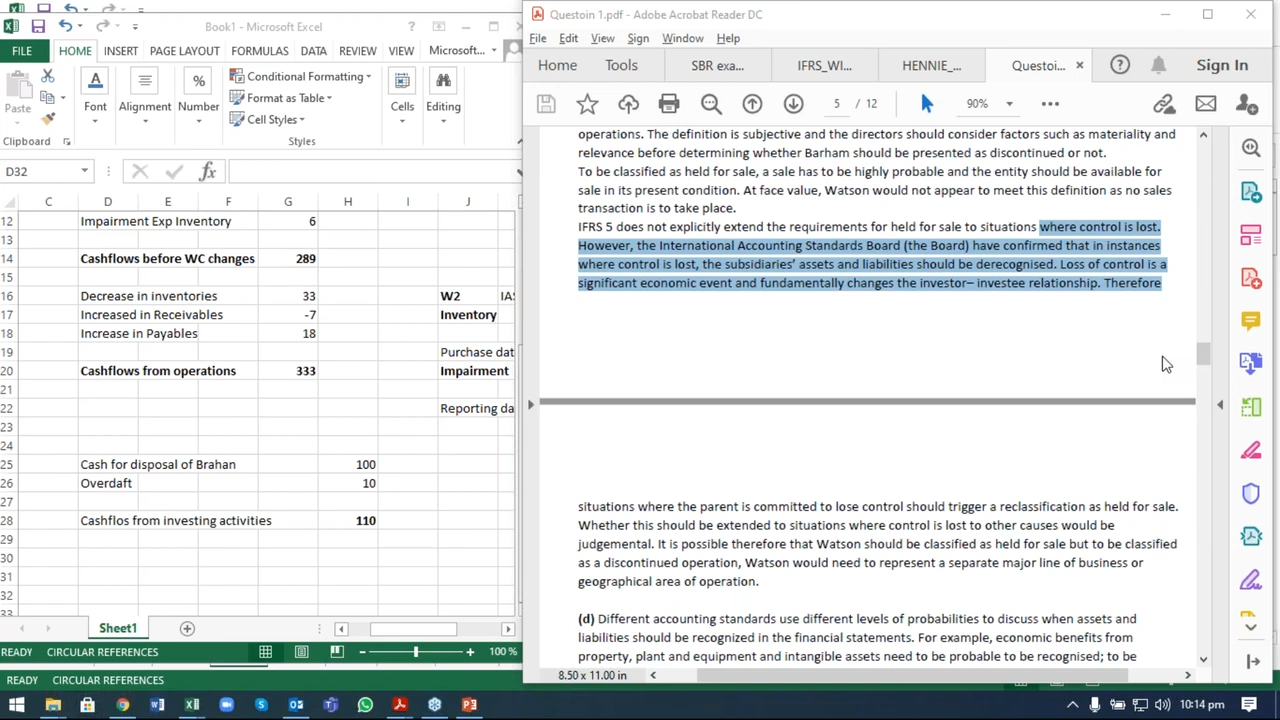 Book1 - Microsoft Excel
FILE HOME INSERT PAGE LAYOUT FORMULAS DATA REVIEW VIEW Microsoft...
Paste
Font
Alignment
Number
Conditional Formatting
Format as Table
Cell Styles
Cells
Editing
Clipboard
Styles
D32
C D E F G H I J
12 Impairment Exp Inventory 6
13
14 Cashflows before WC changes 289
15
16 Decrease in inventories 33 W2 IA
17 Increased in Receivables -7 Inventory
18 Increase in Payables 18
19 Purchase dat
20 Cashflows from operations 333 Impairment
21
22 Reporting da
23
24
25 Cash for disposal of Brahan 100
26 Overdaft 10
27
28 Cashflos from investing activities 110
29
30
31
32
33
Sheet1
READY CIRCULAR REFERENCES 100 %
READY CIRCULAR REFERENCES
Questoin 1.pdf - Adobe Acrobat Reader DC
File Edit View Sign Window Help
Home Tools SBR exa... IFRS_WI... HENNIE_... Questoi... Sign In
5 / 12 90%
operations. The definition is subjective and the directors should consider factors such as materiality and
relevance before determining whether Barham should be presented as discontinued or not.
To be classified as held for sale, a sale has to be highly probable and the entity should be available for
sale in its present condition. At face value, Watson would not appear to meet this definition as no sales
transaction is to take place.
IFRS 5 does not explicitly extend the requirements for held for sale to situations where control is lost.
However, the International Accounting Standards Board (the Board) have confirmed that in instances
where control is lost, the subsidiaries' assets and liabilities should be derecognised. Loss of control is a
significant economic event and fundamentally changes the investor– investee relationship. Therefore
situations where the parent is committed to lose control should trigger a reclassification as held for sale.
Whether this should be extended to situations where control is lost to other causes would be
judgemental. It is possible therefore that Watson should be classified as held for sale but to be classified
as a discontinued operation, Watson would need to represent a separate major line of business or
geographical area of operation.
(d) Different accounting standards use different levels of probabilities to discuss when assets and
liabilities should be recognized in the financial statements. For example, economic benefits from
property, plant and equipment and intangible assets need to be probable to be recognised; to be
8.50 x 11.00 in
10:14 pm